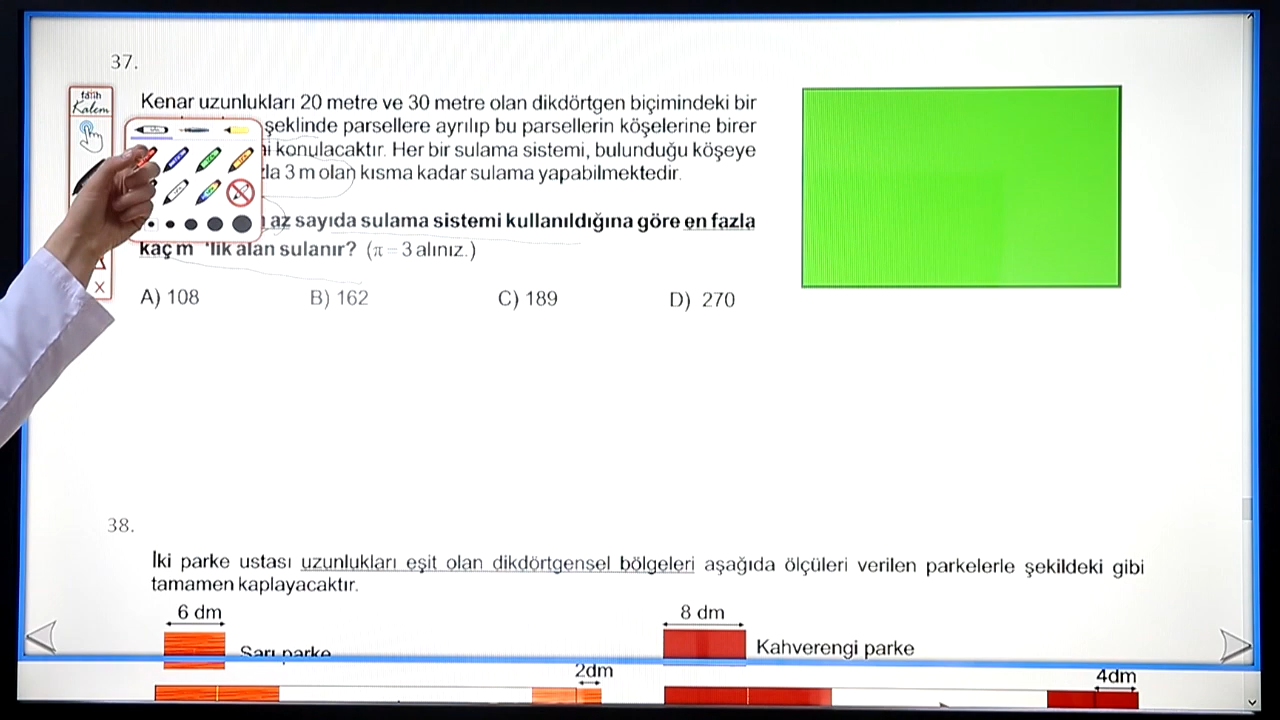 37.
fatih
Kalem
Kenar uzunlukları 20 metre ve 30 metre olan dikdörtgen biçimindeki bir
şeklinde parsellere ayrılıp bu parsellerin köşelerine birer
konulacaktır. Her bir sulama sistemi, bulunduğu köşeye
3 m olan kısma kadar sulama yapabilmektedir.
az sayıda sulama sistemi kullanıldığına göre en fazla
kaç m 'lik alan sulanır? (π = 3 alınız.)
A) 108 B) 162 C) 189 D) 270
38.
İki parke ustası uzunlukları eşit olan dikdörtgensel bölgeleri aşağıda ölçüleri verilen parkelerle şekildeki gibi
tamamen kaplayacaktır.
6 dm 8 dm
Sarı parke Kahverengi parke
2dm 4dm